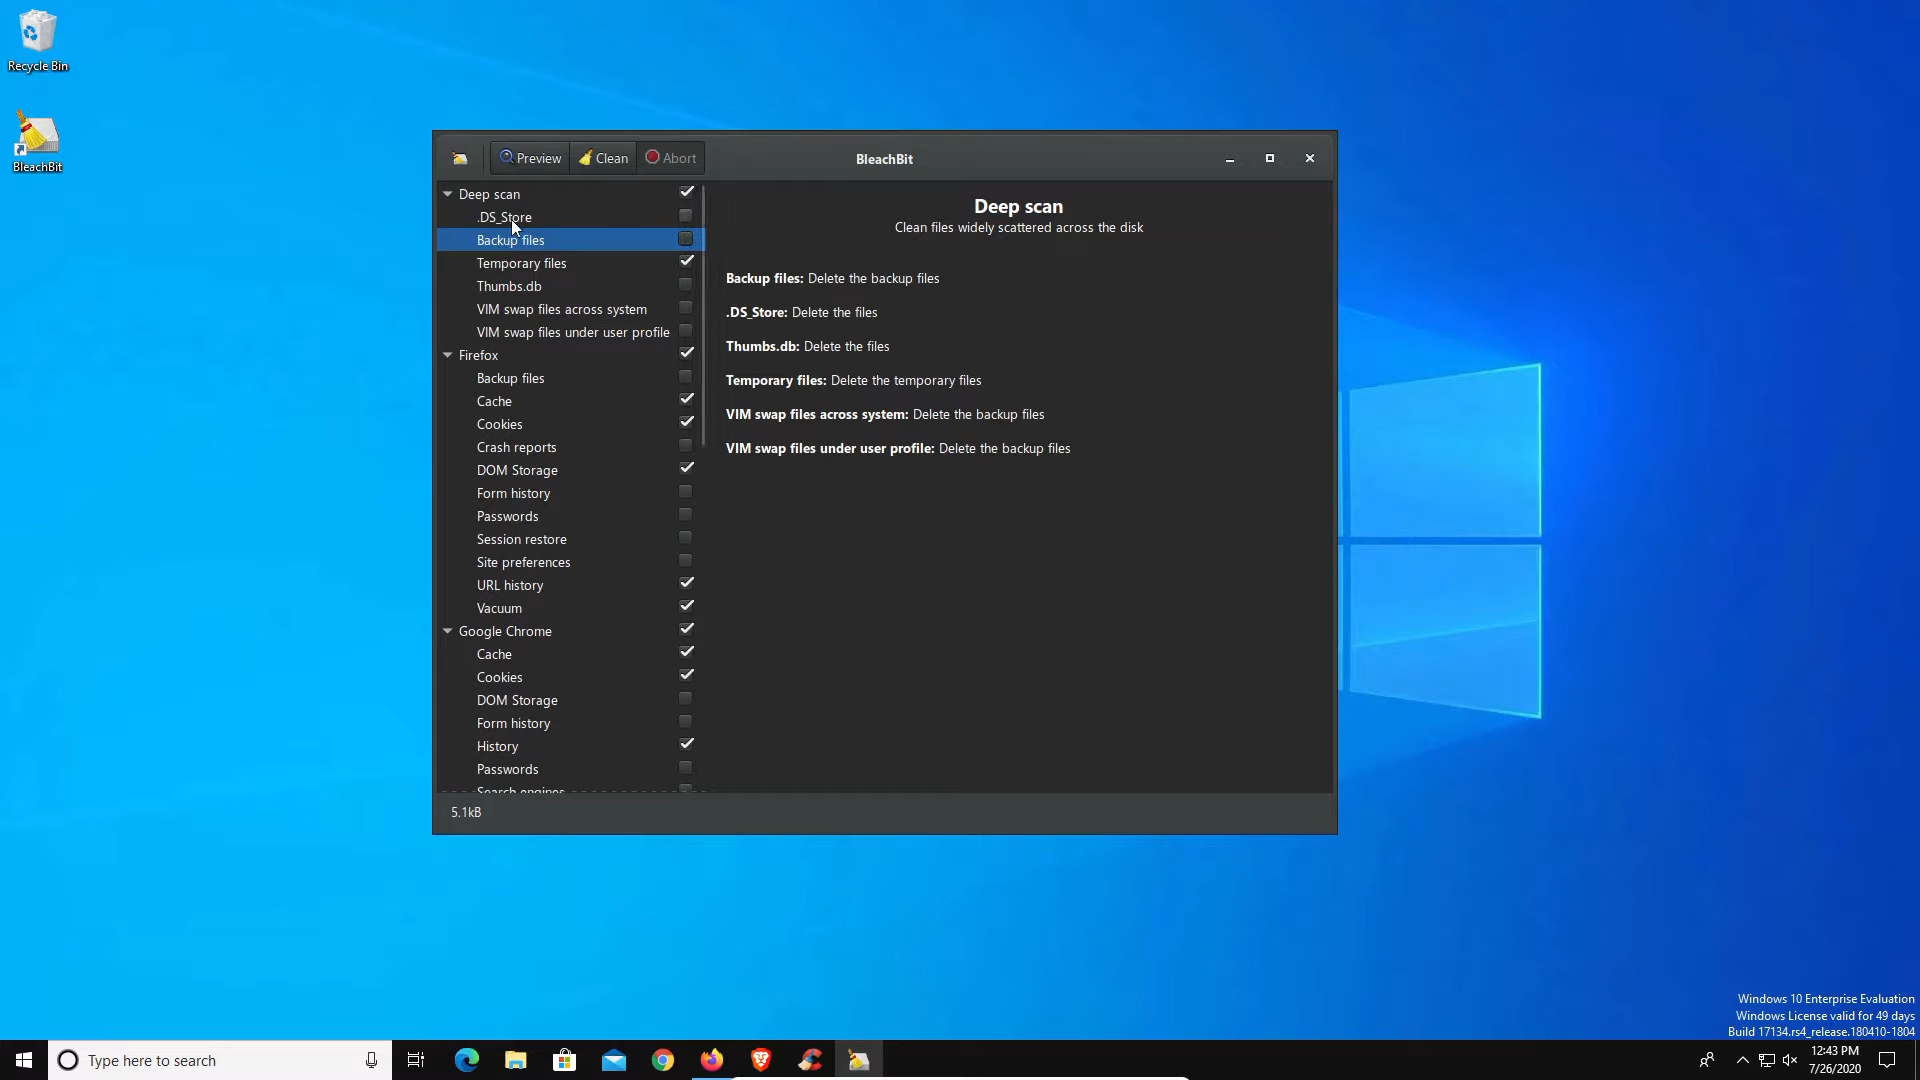 Recycle Bin
BleachBit
Preview
Clean
Abort
BleachBit
Deep scan
.DS_Store
Backup files
Temporary files
Thumbs.db
VIM swap files across system
VIM swap files under user profile
Firefox
Backup files
Cache
Cookies
Crash reports
DOM Storage
Form history
Passwords
Session restore
Site preferences
URL history
Vacuum
Google Chrome
Cache
Cookies
DOM Storage
Form history
History
Passwords
Search engines
Deep scan
Clean files widely scattered across the disk
Backup files: Delete the backup files
.DS_Store: Delete the files
Thumbs.db: Delete the files
Temporary files: Delete the temporary files
VIM swap files across system: Delete the backup files
VIM swap files under user profile: Delete the backup files
5.1kB
Windows 10 Enterprise Evaluation
Windows License valid for 49 days
Build 17134.rs4_release.180410-1804
Type here to search
12:43 PM
7/26/2020